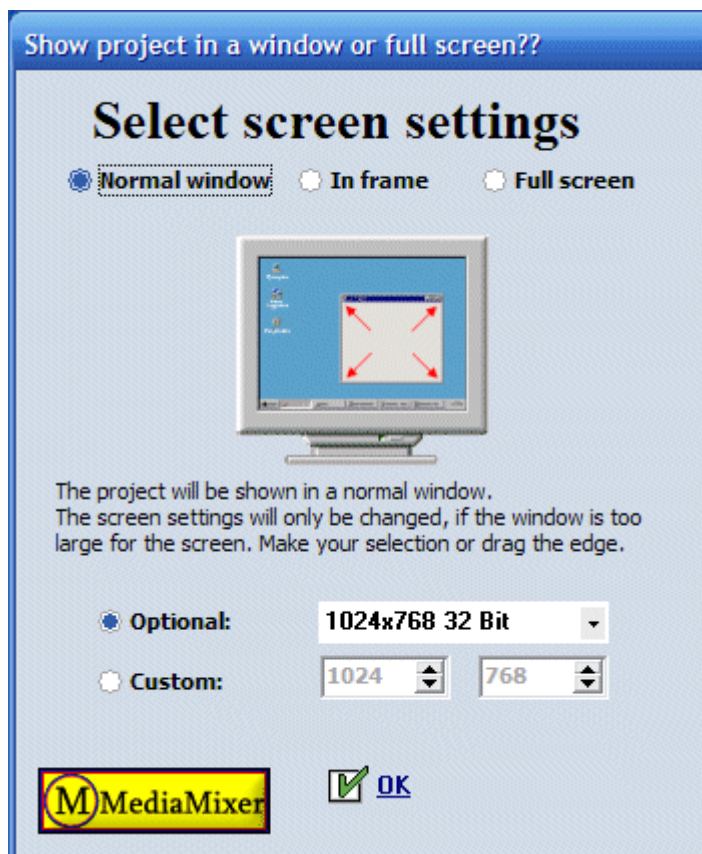 Show project in a window or full screen??
Select screen settings
Normal window In frame Full screen
The project will be shown in a normal window.
The screen settings will only be changed, if the window is too
large for the screen. Make your selection or drag the edge.
Optional: 1024x768 32 Bit
Custom: 1024 768
M MediaMixer OK